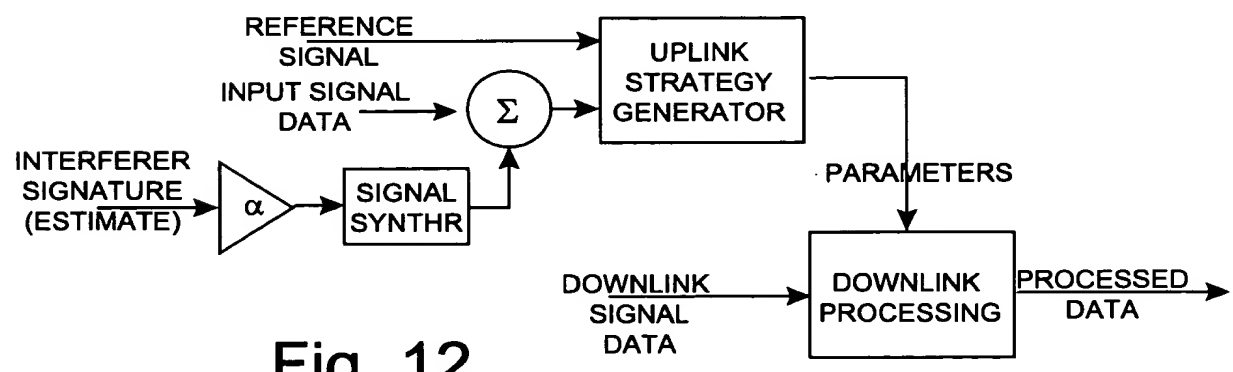 REFERENCE
SIGNAL
INPUT SIGNAL
DATA
Σ
UPLINK
STRATEGY
GENERATOR
INTERFERER
SIGNATURE
(ESTIMATE)
α
SIGNAL
SYNTHR
PARAMETERS
DOWNLINK
SIGNAL
DATA
DOWNLINK
PROCESSING
PROCESSED
DATA
Fig. 12